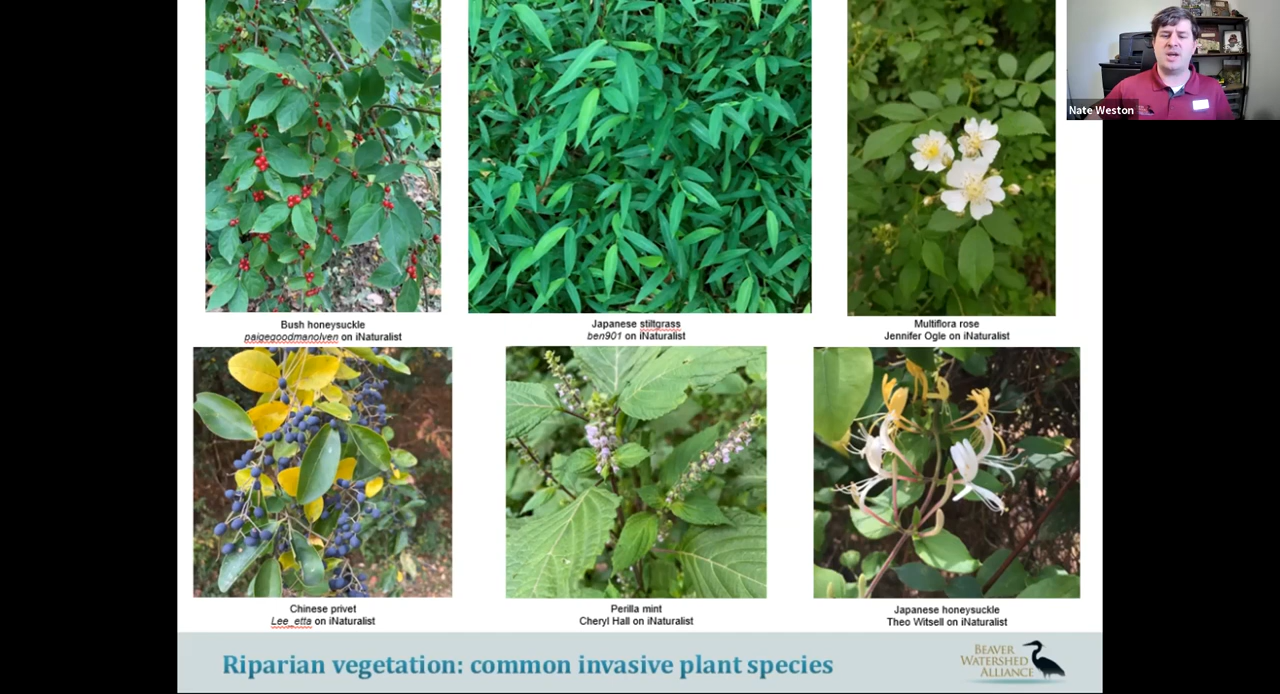 Nate Weston
Bush honeysuckle
paigegoodmanolven on iNaturalist
Japanese stiltgrass
ben901 on iNaturalist
Multiflora rose
Jennifer Ogle on iNaturalist
Chinese privet
Lee_etta on iNaturalist
Perilla mint
Cheryl Hall on iNaturalist
Japanese honeysuckle
Theo Witsell on iNaturalist
Riparian vegetation: common invasive plant species
BEAVER
WATERSHED
ALLIANCE